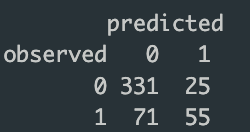 predicted
observed 0 1
0 331 25
1 71 55